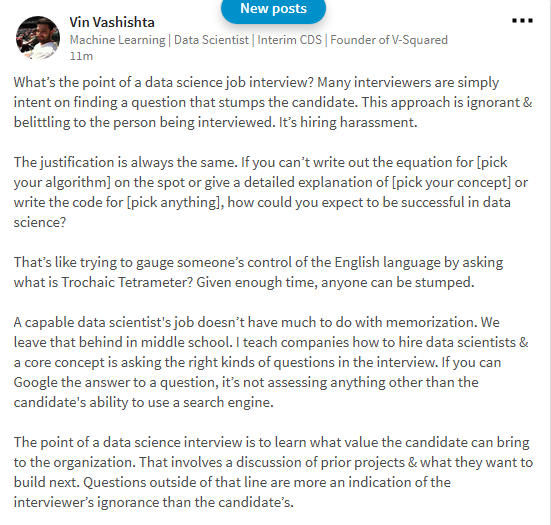 New posts
Vin Vashishta
Machine Learning | Data Scientist | Interim CDS | Founder of V-Squared
11m
What's the point of a data science job interview? Many interviewers are simply
intent on finding a question that stumps the candidate. This approach is ignorant &
belittling to the person being interviewed. It's hiring harassment.
The justification is always the same. If you can't write out the equation for [pick
your algorithm] on the spot or give a detailed explanation of [pick your concept] or
write the code for [pick anything], how could you expect to be successful in data
science?
That's like trying to gauge someone's control of the English language by asking
what is Trochaic Tetrameter? Given enough time, anyone can be stumped.
A capable data scientist's job doesn't have much to do with memorization. We
leave that behind in middle school. I teach companies how to hire data scientists &
a core concept is asking the right kinds of questions in the interview. If you can
Google the answer to a question, it's not assessing anything other than the
candidate's ability to use a search engine.
The point of a data science interview is to learn what value the candidate can bring
to the organization. That involves a discussion of prior projects & what they want to
build next. Questions outside of that line are more an indication of the
interviewer's ignorance than the candidate's.